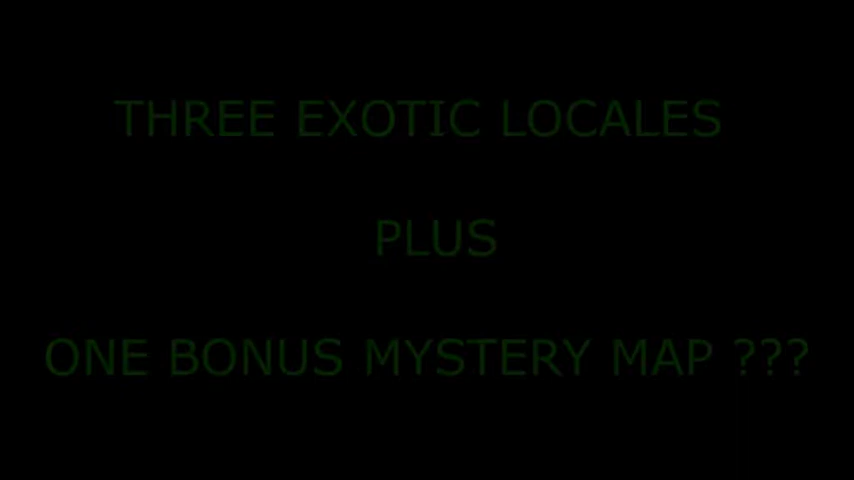 THREE EXOTIC LOCALES
PLUS
ONE BONUS MYSTERY MAP ???